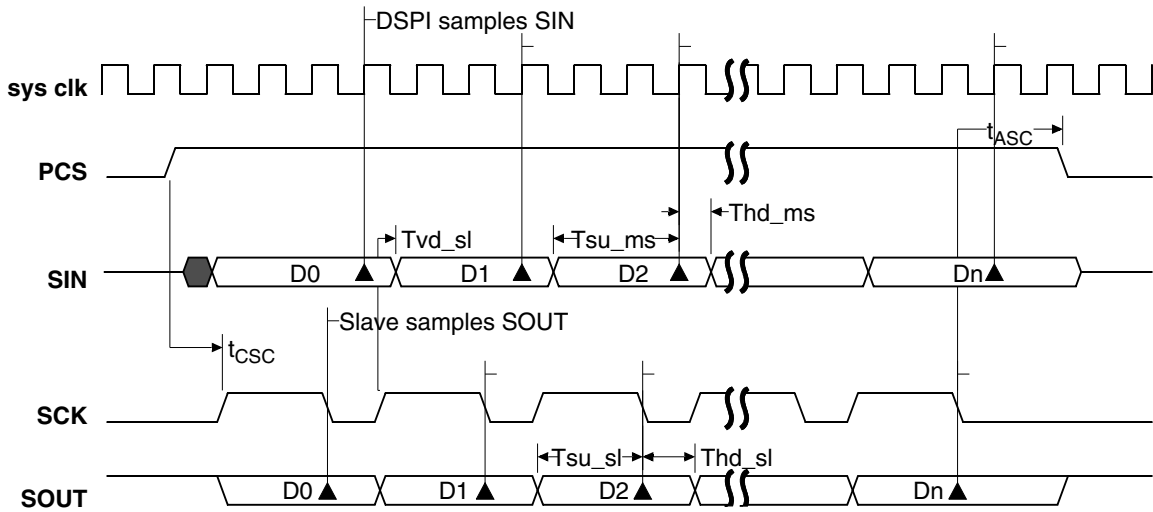 DSPI samples SIN
sys clk
tASC
PCS
Thd_ms
Tvd_sl
Tsu_ms
SIN
D0
D1
D2
Dn
Slave samples SOUT
tCSC
SCK
Tsu_sl
Thd_sl
SOUT
D0
D1
D2
Dn